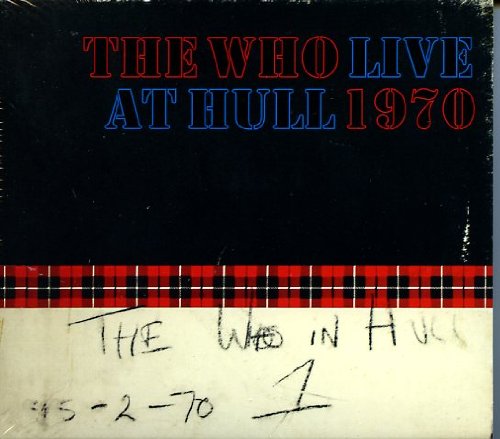 THE WHO LIVE
AT HULL 1970
THE WHO IN HULL
15-2-70 1